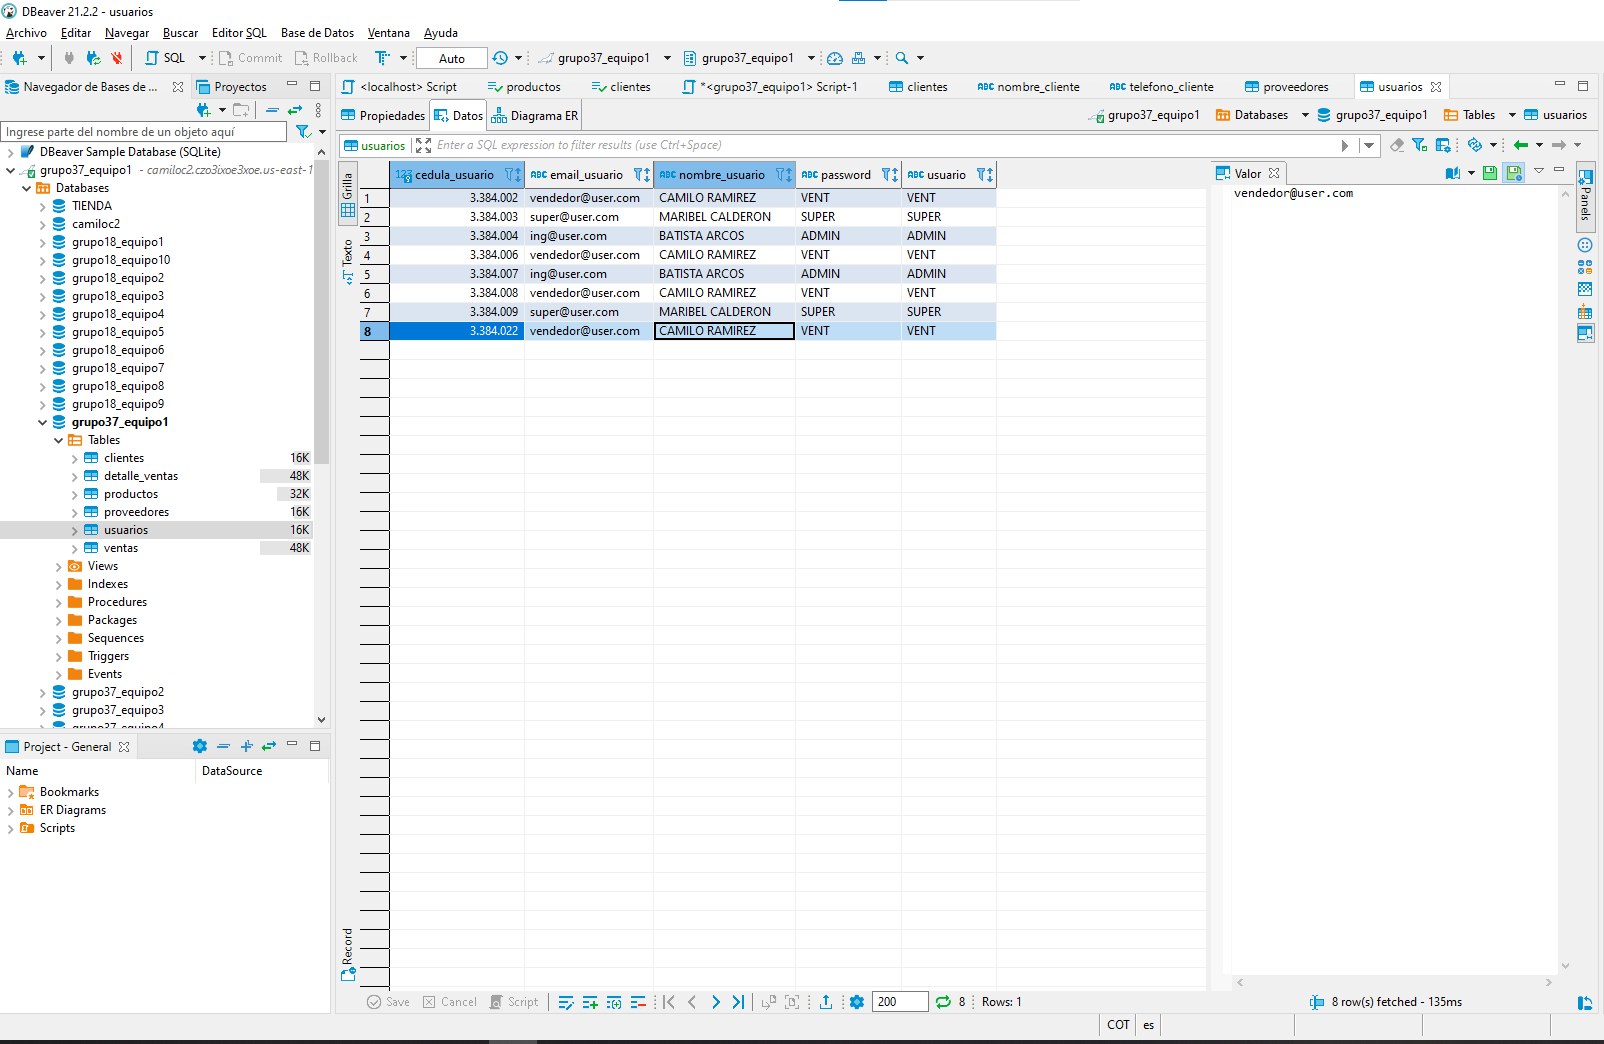 DBeaver 21.2.2 - usuarios
Archivo Editar Navegar Buscar Editor SQL Base de Datos Ventana Ayuda
SQL Commit Rollback Auto grupo37_equipo1 grupo37_equipo1
Navegador de Bases de ... Proyectos
<localhost> Script productos clientes *<grupo37_equipo1> Script-1 clientes ABC nombre_cliente ABC telefono_cliente proveedores usuarios
Propiedades Datos Diagrama ER grupo37_equipo1 Databases grupo37_equipo1 Tables usuarios
Ingrese parte del nombre de un objeto aquí
usuarios Enter a SQL expression to filter results (use Ctrl+Space)
DBeaver Sample Database (SQLite)
grupo37_equipo1 - camiloc2.czo3ixoe3xoe.us-east-1
Databases
TIENDA
camiloc2
grupo18_equipo1
grupo18_equipo10
grupo18_equipo2
grupo18_equipo3
grupo18_equipo4
grupo18_equipo5
grupo18_equipo6
grupo18_equipo7
grupo18_equipo8
grupo18_equipo9
grupo37_equipo1
Tables
clientes 16K
detalle_ventas 48K
productos 32K
proveedores 16K
usuarios 16K
ventas 48K
Views
Indexes
Procedures
Packages
Sequences
Triggers
Events
grupo37_equipo2
grupo37_equipo3
grupo37_equipo4
Project - General
Name DataSource
Bookmarks
ER Diagrams
Scripts
Grilla
Texto
Record
123 cedula_usuario ABC email_usuario ABC nombre_usuario ABC password ABC usuario
1 3.384.002 vendedor@user.com CAMILO RAMIREZ VENT VENT
2 3.384.003 super@user.com MARIBEL CALDERON SUPER SUPER
3 3.384.004 ing@user.com BATISTA ARCOS ADMIN ADMIN
4 3.384.006 vendedor@user.com CAMILO RAMIREZ VENT VENT
5 3.384.007 ing@user.com BATISTA ARCOS ADMIN ADMIN
6 3.384.008 vendedor@user.com CAMILO RAMIREZ VENT VENT
7 3.384.009 super@user.com MARIBEL CALDERON SUPER SUPER
8 3.384.022 vendedor@user.com CAMILO RAMIREZ VENT VENT
Valor
vendedor@user.com
Panels
Save Cancel Script 200 8 Rows: 1 8 row(s) fetched - 135ms
COT es